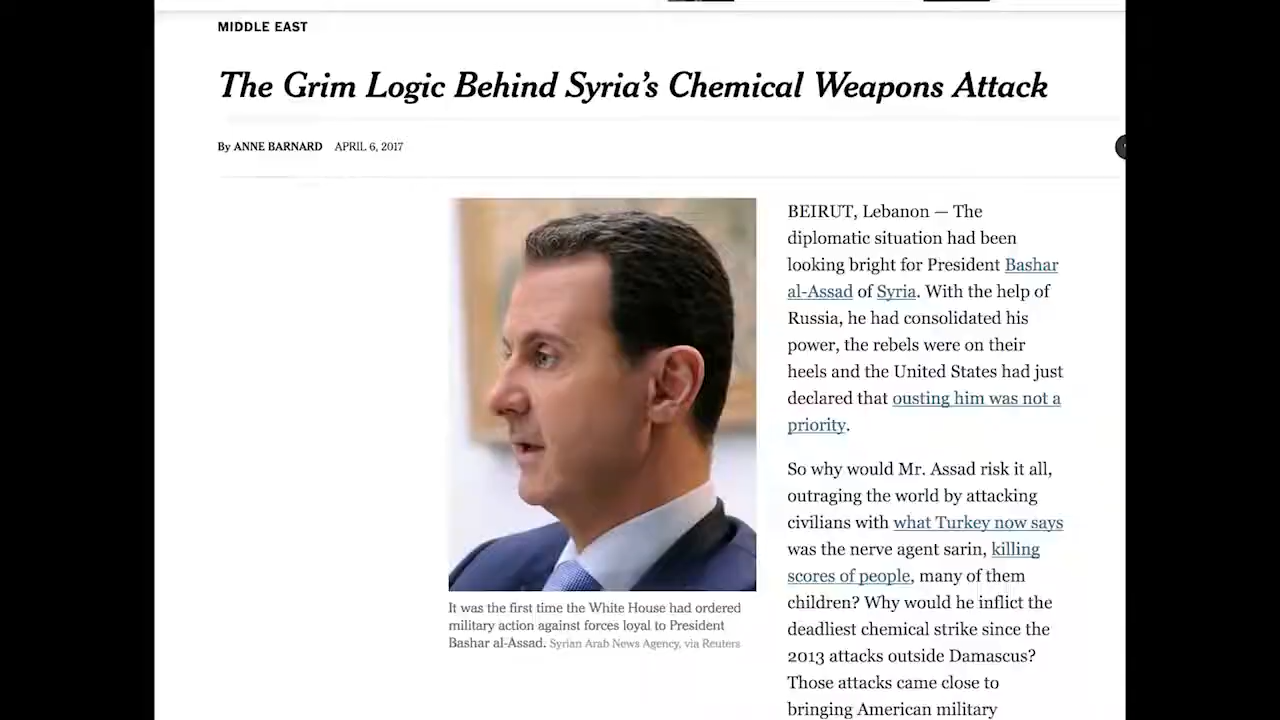 MIDDLE EAST
The Grim Logic Behind Syria’s Chemical Weapons Attack
By ANNE BARNARD APRIL 6, 2017
BEIRUT, Lebanon — The
diplomatic situation had been
looking bright for President Bashar
al-Assad of Syria. With the help of
Russia, he had consolidated his
power, the rebels were on their
heels and the United States had just
declared that ousting him was not a
priority.
So why would Mr. Assad risk it all,
outraging the world by attacking
civilians with what Turkey now says
was the nerve agent sarin, killing
scores of people, many of them
children? Why would he inflict the
deadliest chemical strike since the
2013 attacks outside Damascus?
Those attacks came close to
bringing American military
It was the first time the White House had ordered
military action against forces loyal to President
Bashar al-Assad. Syrian Arab News Agency, via Reuters